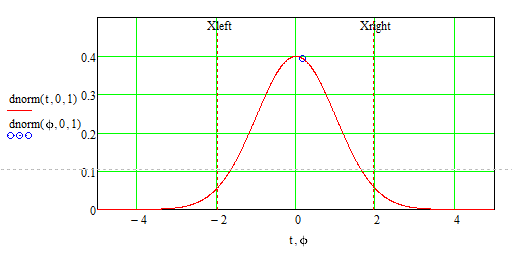 Xleft
Xright
0.4
dnorm(t,0,1)
0.3
dnorm(ϕ,0,1)
0.2
0.1
0
−4
−2
0
2
4
t,ϕ